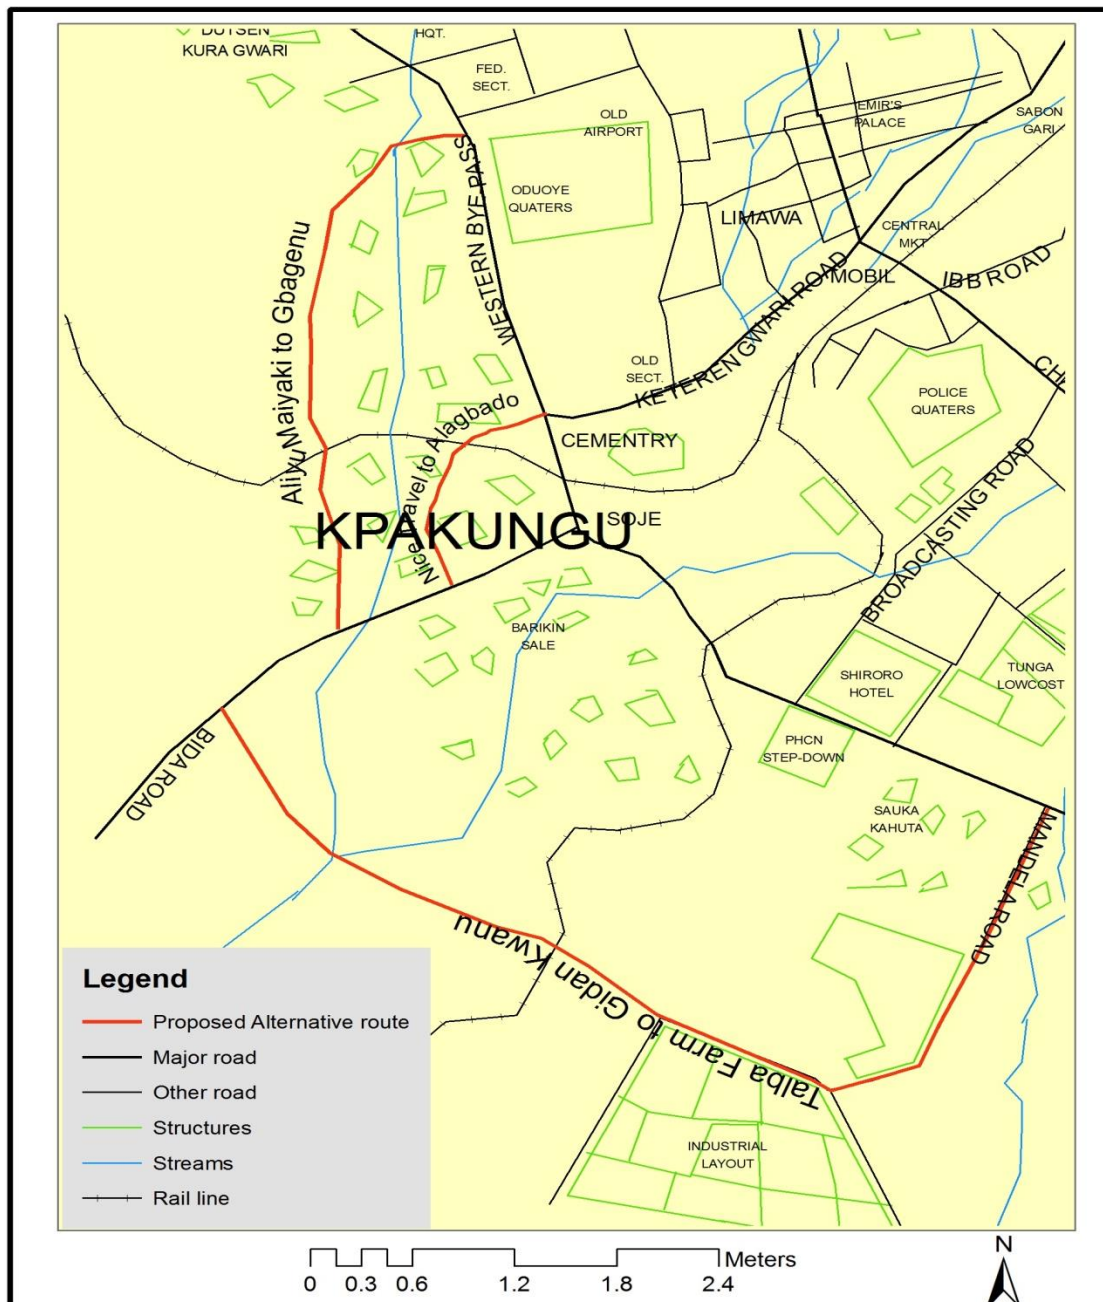 DUTSEN
KURA GWARI
HQT.
FED.
SECT.
OLD
AIRPORT
EMIR'S
PALACE
SABON
GARI
ODUOYE
QUATERS
WESTERN BYE-PASS
LIMAWA
CENTRAL
MKT
MOBIL
IBB ROAD
KETEREN GWARI ROAD
Aliyu Maiyaki to Gbagenu
OLD
SECT.
CH
POLICE
QUATERS
Nice Travel to Alagbado
CEMENTRY
SOJE
KPAKUNGU
BROADCASTING ROAD
BARIKIN
SALE
SHIRORO
HOTEL
TUNGA
LOWCOST
BIDA ROAD
PHCN
STEP-DOWN
SAUKA
KAHUTA
MANDELA ROAD
Talba Farm to Gidan Kwanu
INDUSTRIAL
LAYOUT
Legend
Proposed Alternative route
Major road
Other road
Structures
Streams
Rail line
Meters
0 0.3 0.6 1.2 1.8 2.4
N